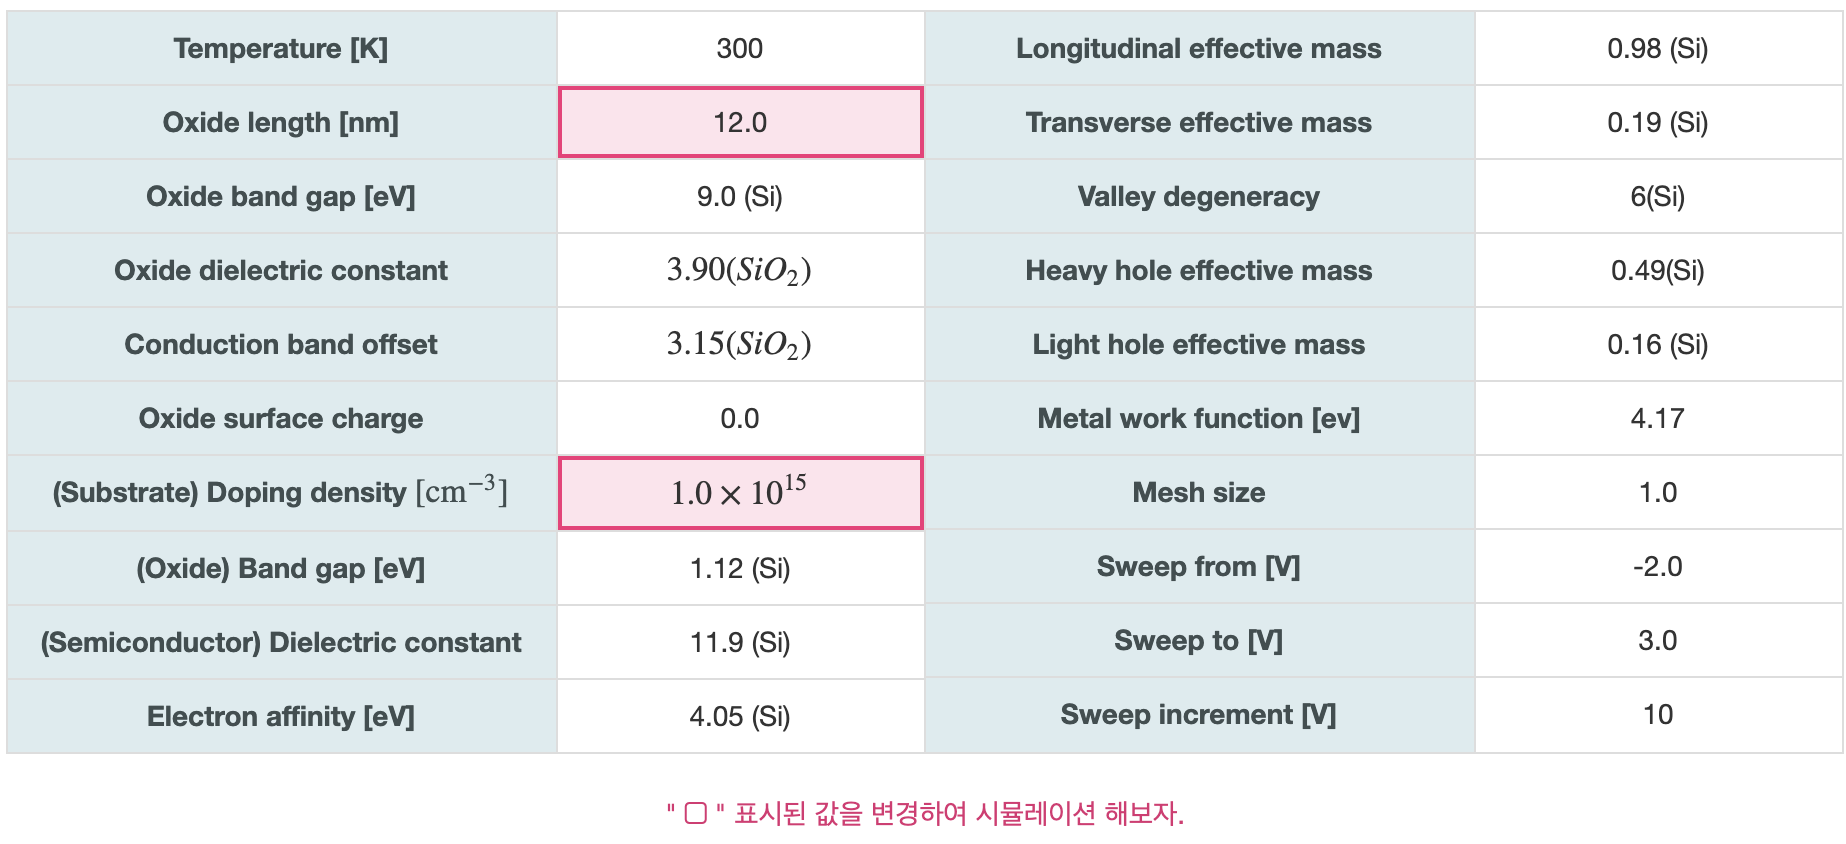 Temperature [K] 300 Longitudinal effective mass 0.98 (Si)
Oxide length [nm] 12.0 Transverse effective mass 0.19 (Si)
Oxide band gap [eV] 9.0 (Si) Valley degeneracy 6(Si)
Oxide dielectric constant 3.90(SiO₂) Heavy hole effective mass 0.49(Si)
Conduction band offset 3.15(SiO₂) Light hole effective mass 0.16 (Si)
Oxide surface charge 0.0 Metal work function [ev] 4.17
(Substrate) Doping density [cm⁻³] 1.0 × 10¹⁵ Mesh size 1.0
(Oxide) Band gap [eV] 1.12 (Si) Sweep from [V] -2.0
(Semiconductor) Dielectric constant 11.9 (Si) Sweep to [V] 3.0
Electron affinity [eV] 4.05 (Si) Sweep increment [V] 10
" ▢ " 표시된 값을 변경하여 시뮬레이션 해보자.